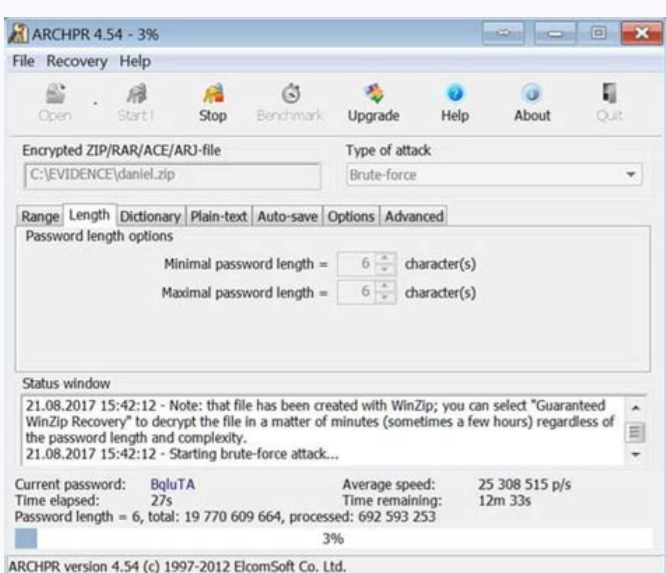 ARCHPR 4.54 - 3%
File Recovery Help
Open Start! Stop Benchmark Upgrade Help About Quit
Encrypted ZIP/RAR/ACE/ARJ-file Type of attack
C:\EVIDENCE\daniel.zip Brute-force
Range Length Dictionary Plain-text Auto-save Options Advanced
Password length options
Minimal password length = 6 character(s)
Maximal password length = 6 character(s)
Status window
21.08.2017 15:42:12 - Note: that file has been created with WinZip; you can select "Guaranteed
WinZip Recovery" to decrypt the file in a matter of minutes (sometimes a few hours) regardless of
the password length and complexity.
21.08.2017 15:42:12 - Starting brute-force attack...
Current password: BqluTA Average speed: 25 308 515 p/s
Time elapsed: 27s Time remaining: 12m 33s
Password length = 6, total: 19 770 609 664, processed: 692 593 253
3%
ARCHPR version 4.54 (c) 1997-2012 ElcomSoft Co. Ltd.